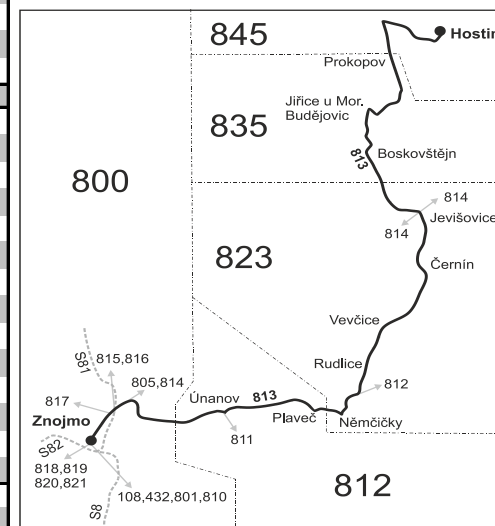 845
Hostim
Prokopov
Jiřice u Mor.
Budějovic
835
813
Boskovštějn
800
814
Jevišovice
814
823
Černín
Vevčice
S81
815,816
805,814
Rudlice
812
817
Únanov
813
Znojmo
Plaveč
Němčičky
811
S82
818,819
820,821
108,432,801,810
812
S8